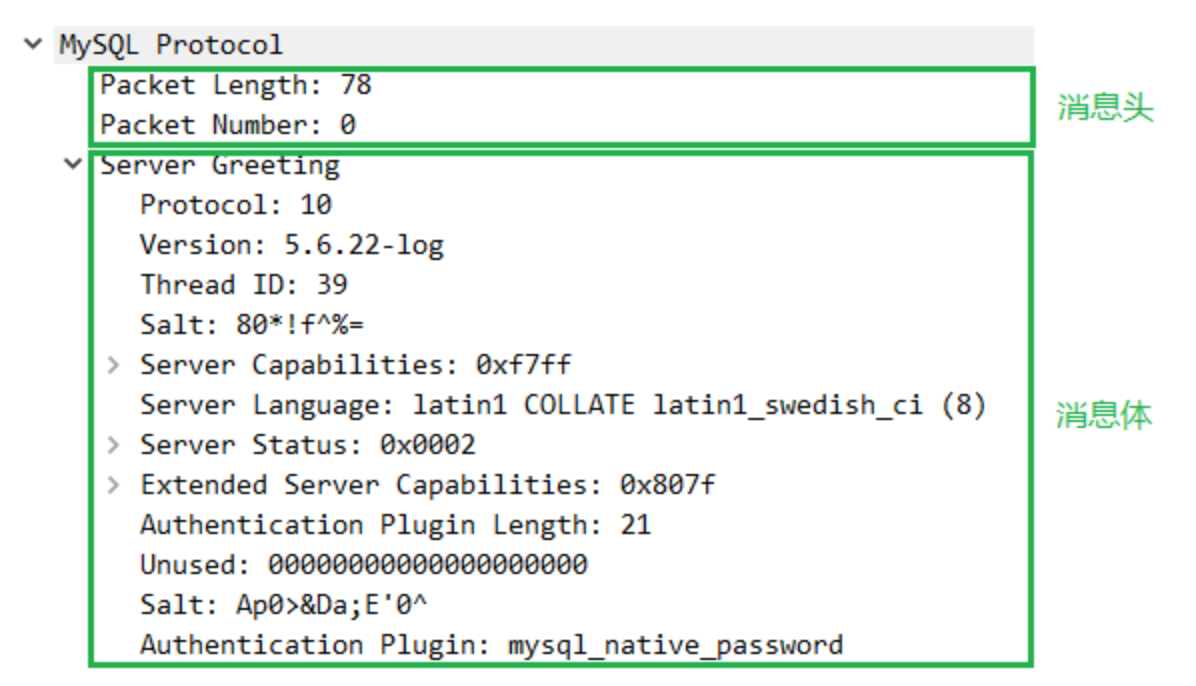 MySQL Protocol
Packet Length: 78
Packet Number: 0
消息头
Server Greeting
Protocol: 10
Version: 5.6.22-log
Thread ID: 39
Salt: 80*!f^%=
Server Capabilities: 0xf7ff
Server Language: latin1 COLLATE latin1_swedish_ci (8)
消息体
Server Status: 0x0002
Extended Server Capabilities: 0x807f
Authentication Plugin Length: 21
Unused: 00000000000000000000
Salt: Ap0>&Da;E'0^
Authentication Plugin: mysql_native_password